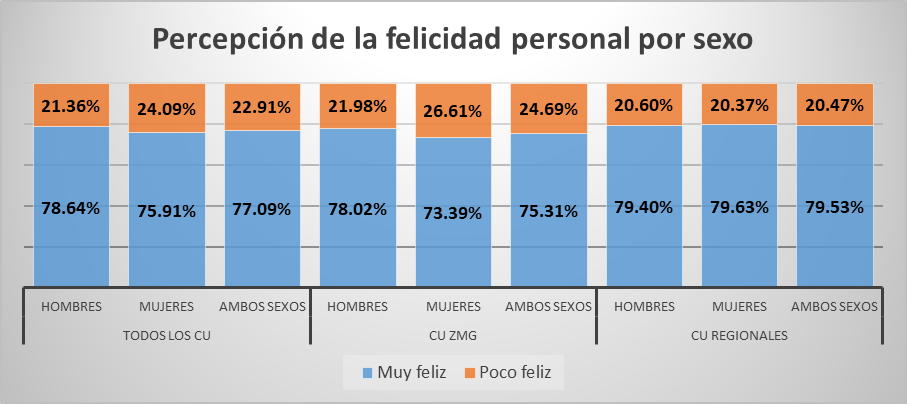 Percepción de la felicidad personal por sexo
21.36% 24.09% 22.91% 21.98% 26.61% 24.69% 20.60% 20.37% 20.47%
78.64% 75.91% 77.09% 78.02% 73.39% 75.31% 79.40% 79.63% 79.53%
HOMBRES MUJERES AMBOS SEXOS HOMBRES MUJERES AMBOS SEXOS HOMBRES MUJERES AMBOS SEXOS
TODOS LOS CU CU ZMG CU REGIONALES
Muy feliz Poco feliz